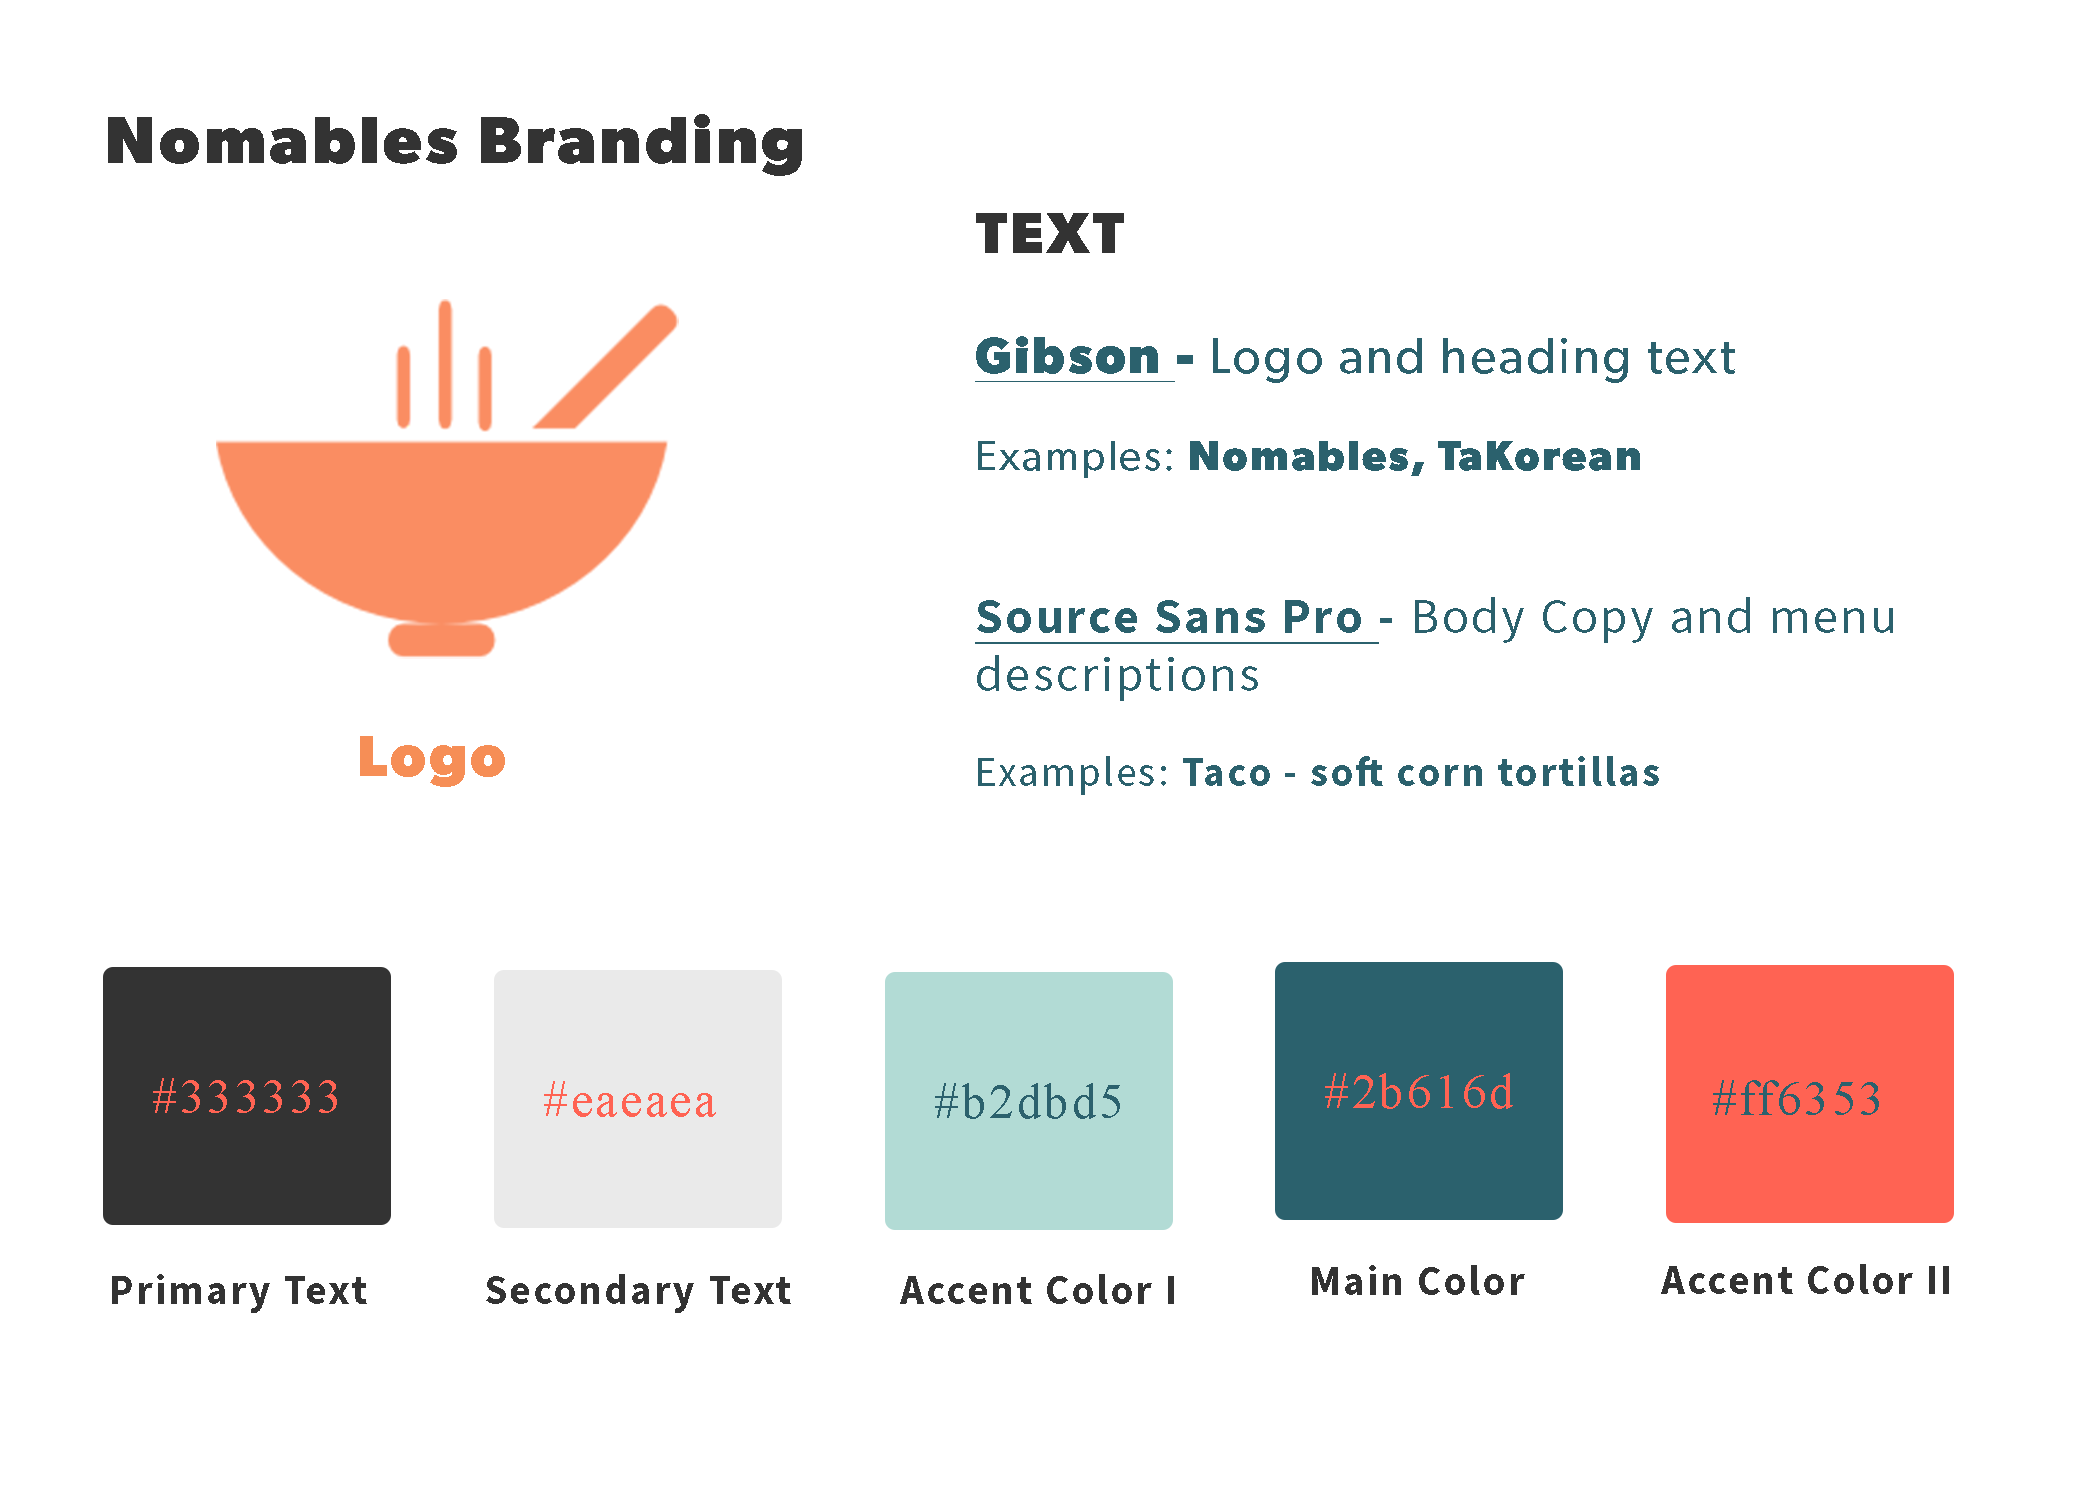 Nomables Branding
TEXT
Gibson - Logo and heading text
Examples: Nomables, TaKorean
Source Sans Pro - Body Copy and menu
descriptions
Examples: Taco - soft corn tortillas
Logo
#333333
#eaeaea
#b2dbd5
#2b616d
#ff6353
Primary Text
Secondary Text
Accent Color I
Main Color
Accent Color II